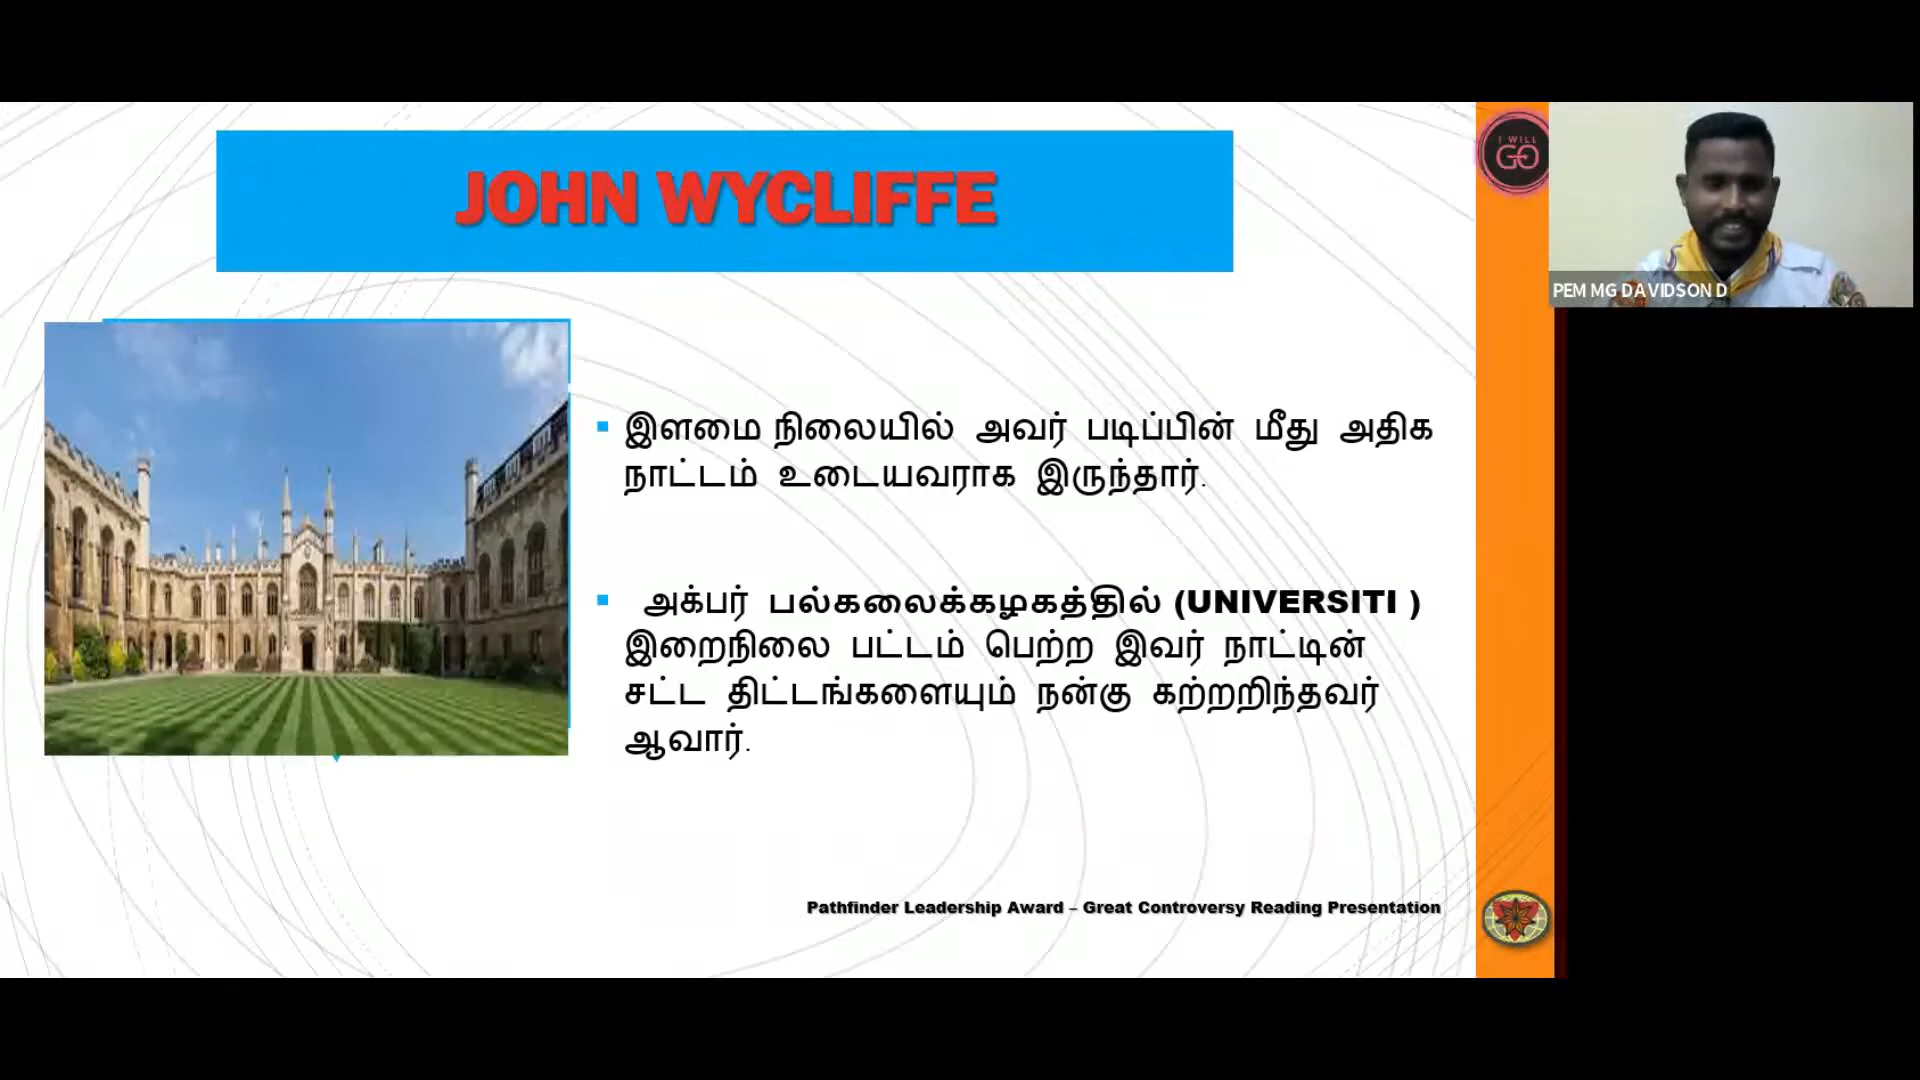 JOHN WYCLIFFE
I WILL
GO
PEM MG DAVIDSON D
இளமை நிலையில் அவர் படிப்பின் மீது அதிக
நாட்டம் உடையவராக இருந்தார்.
அக்பர் பல்கலைக்கழகத்தில் (UNIVERSITI )
இறைநிலை பட்டம் பெற்ற இவர் நாட்டின்
சட்ட திட்டங்களையும் நன்கு கற்றறிந்தவர்
ஆவார்.
Pathfinder Leadership Award – Great Controversy Reading Presentation